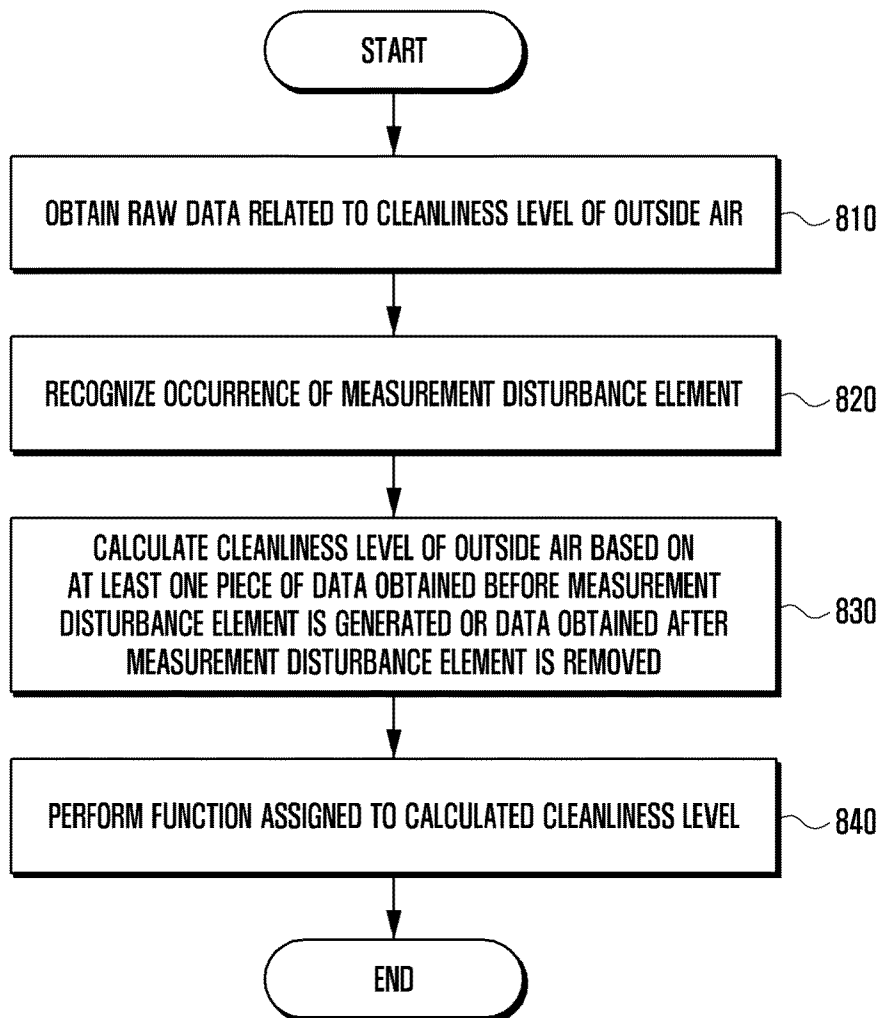 START
OBTAIN RAW DATA RELATED TO CLEANLINESS LEVEL OF OUTSIDE AIR
810
RECOGNIZE OCCURRENCE OF MEASUREMENT DISTURBANCE ELEMENT
820
CALCULATE CLEANLINESS LEVEL OF OUTSIDE AIR BASED ON
AT LEAST ONE PIECE OF DATA OBTAINED BEFORE MEASUREMENT
DISTURBANCE ELEMENT IS GENERATED OR DATA OBTAINED AFTER
MEASUREMENT DISTURBANCE ELEMENT IS REMOVED
830
PERFORM FUNCTION ASSIGNED TO CALCULATED CLEANLINESS LEVEL
840
END